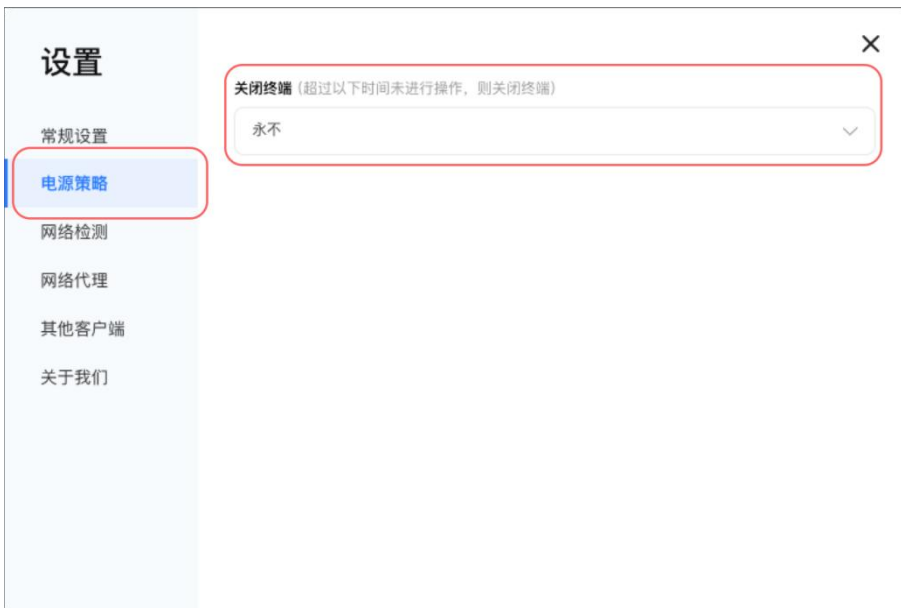 设置
常规设置
电源策略
网络检测
网络代理
其他客户端
关于我们
关闭终端（超过以下时间未进行操作，则关闭终端）
永不